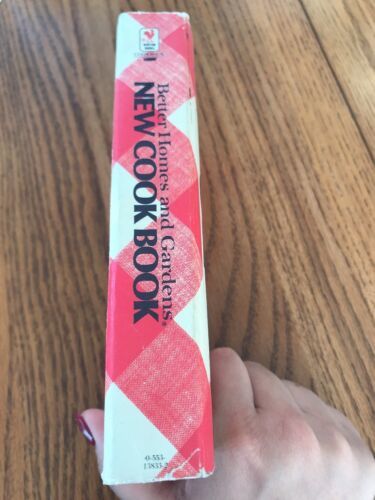 Better Homes and Gardens®
NEW COOK BOOK
0-553-
13833-2